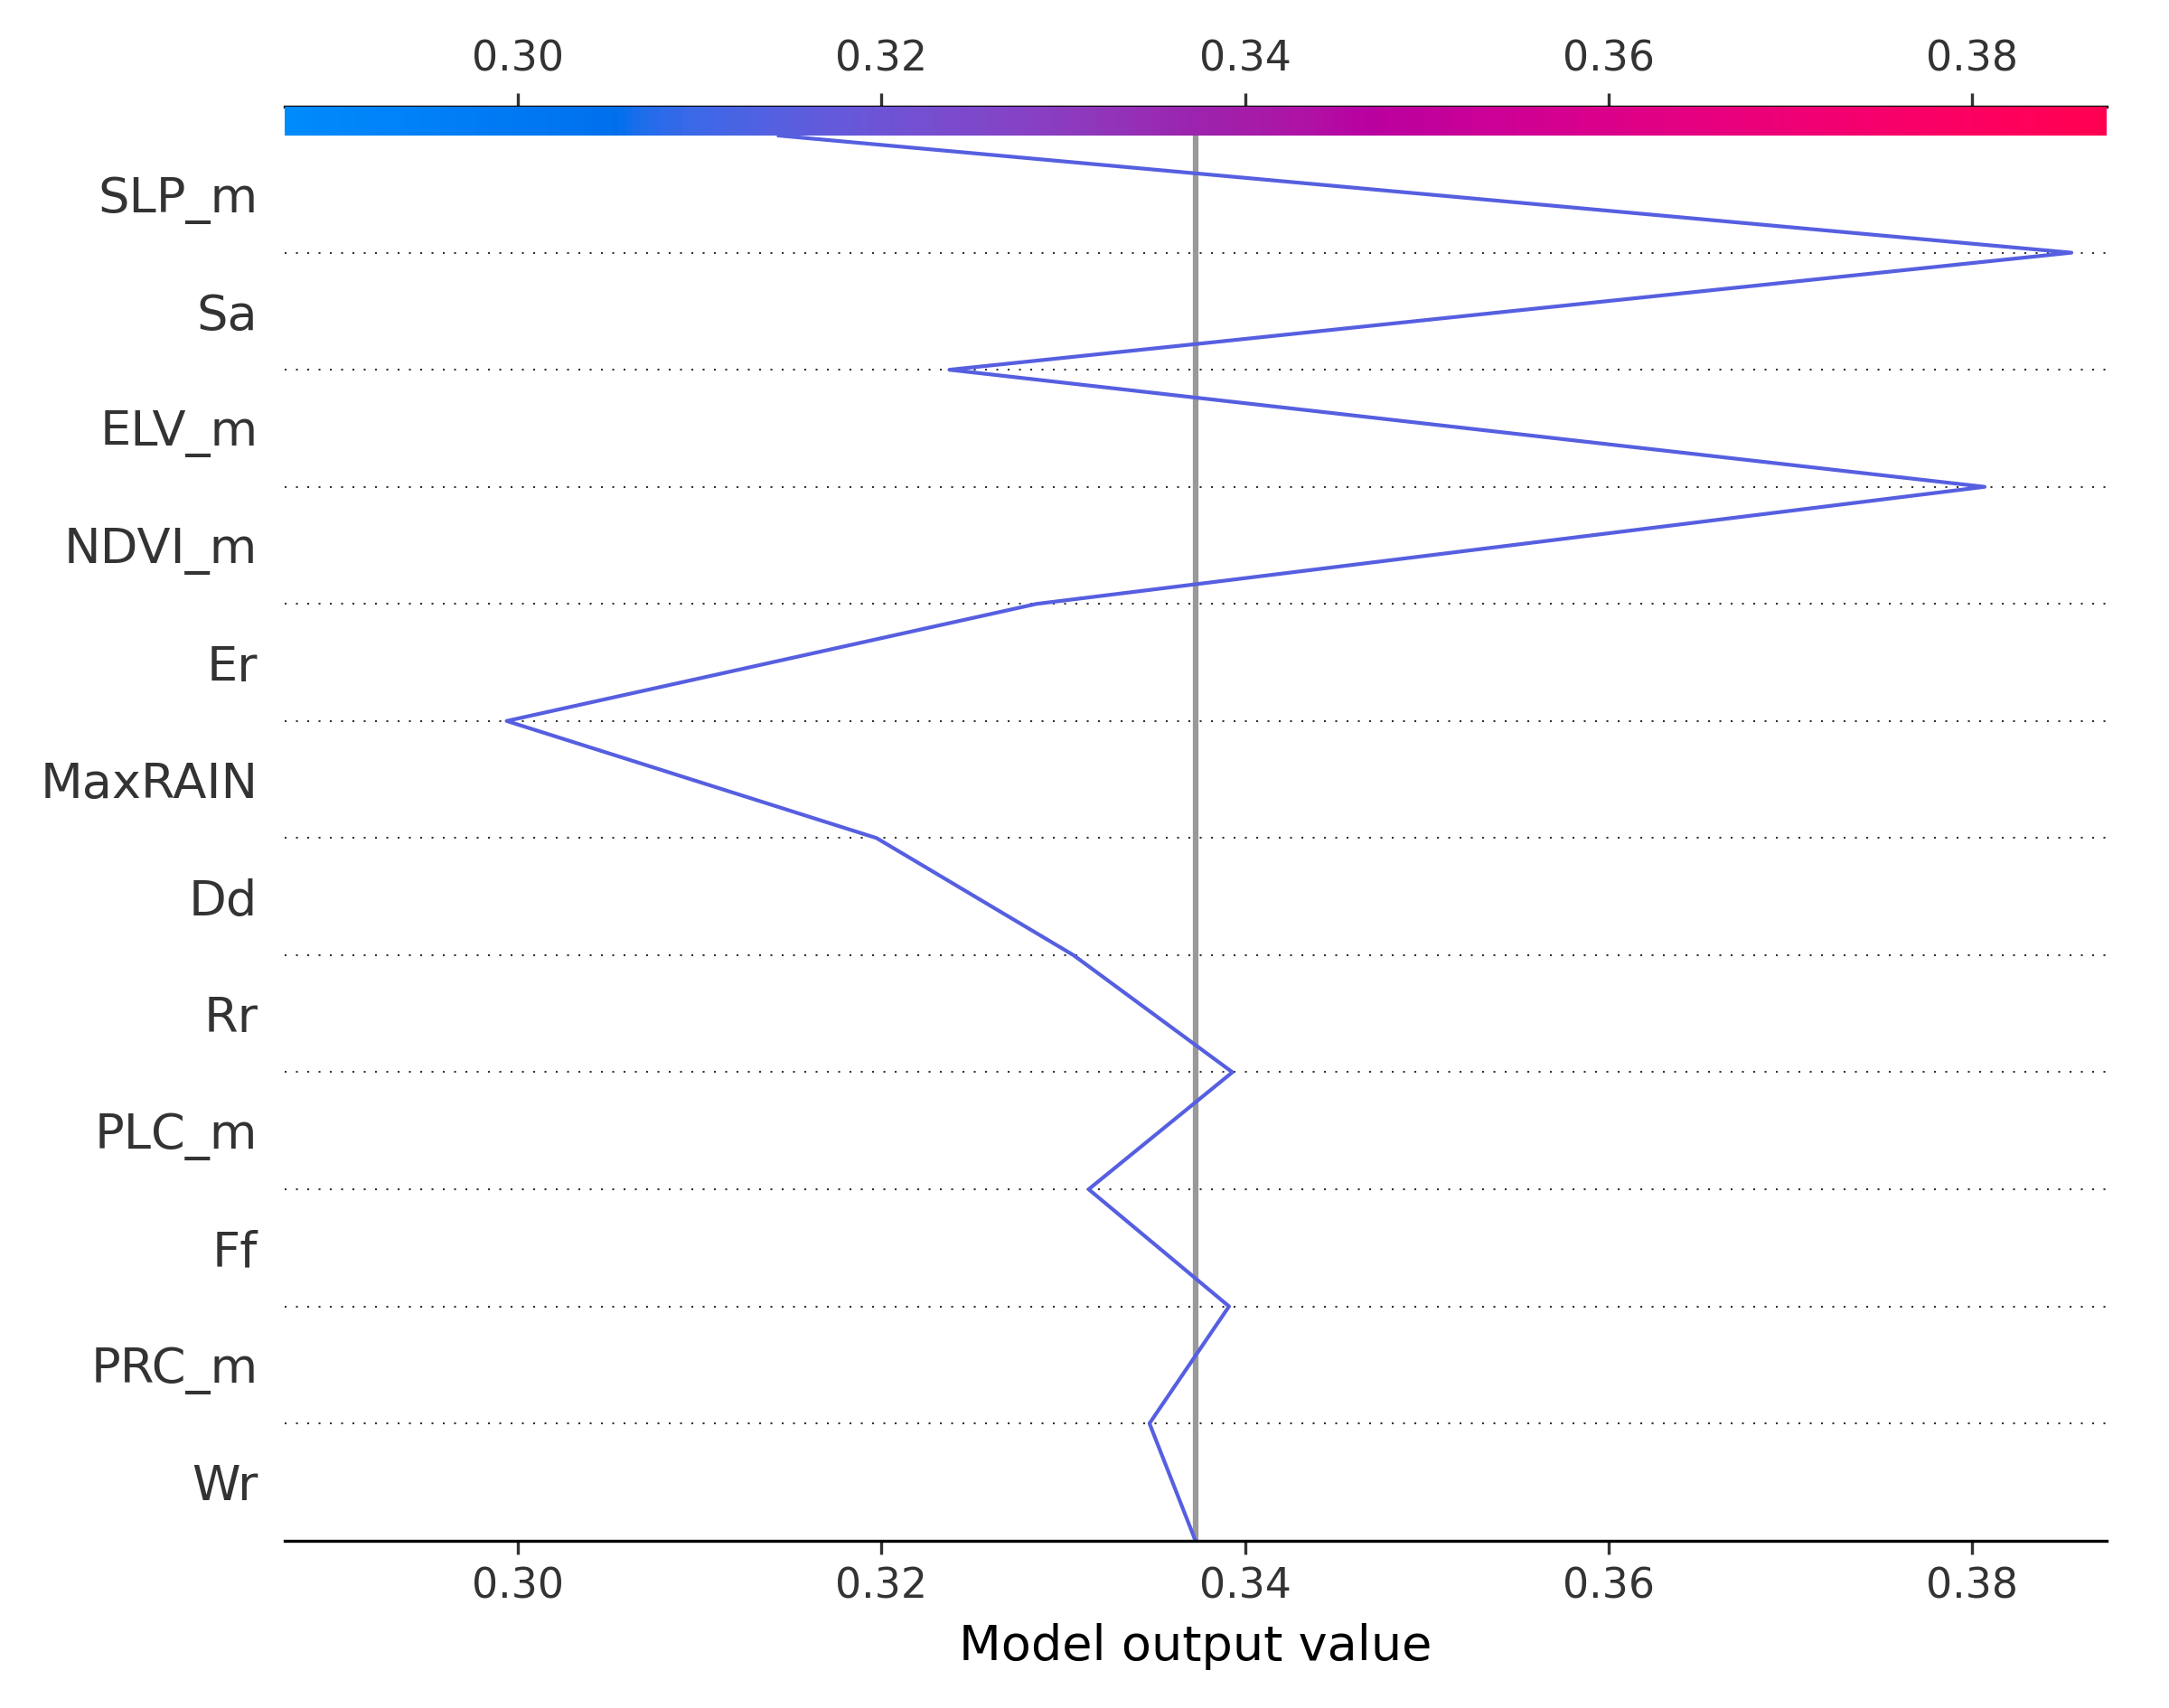 0.30 0.32 0.34 0.36 0.38
SLP_m
Sa
ELV_m
NDVI_m
Er
MaxRAIN
Dd
Rr
PLC_m
Ff
PRC_m
Wr
0.30 0.32 0.34 0.36 0.38
Model output value